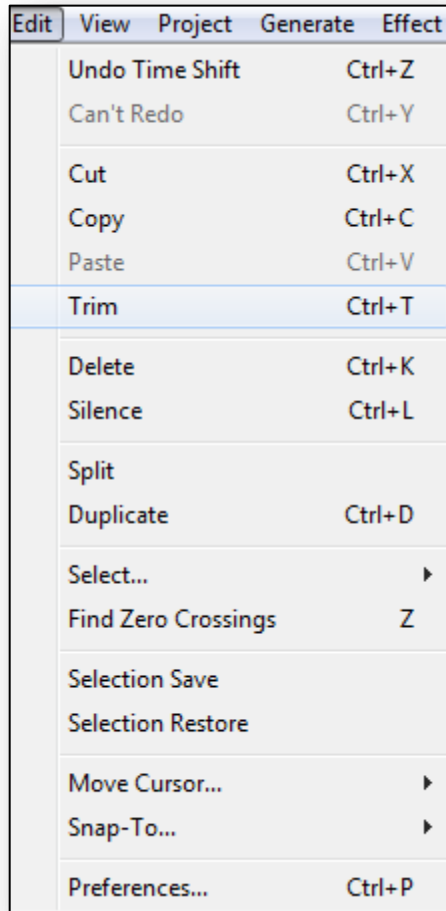 Edit View Project Generate Effect
Undo Time Shift Ctrl+Z
Can't Redo Ctrl+Y
Cut Ctrl+X
Copy Ctrl+C
Paste Ctrl+V
Trim Ctrl+T
Delete Ctrl+K
Silence Ctrl+L
Split
Duplicate Ctrl+D
Select...
Find Zero Crossings Z
Selection Save
Selection Restore
Move Cursor...
Snap-To...
Preferences... Ctrl+P